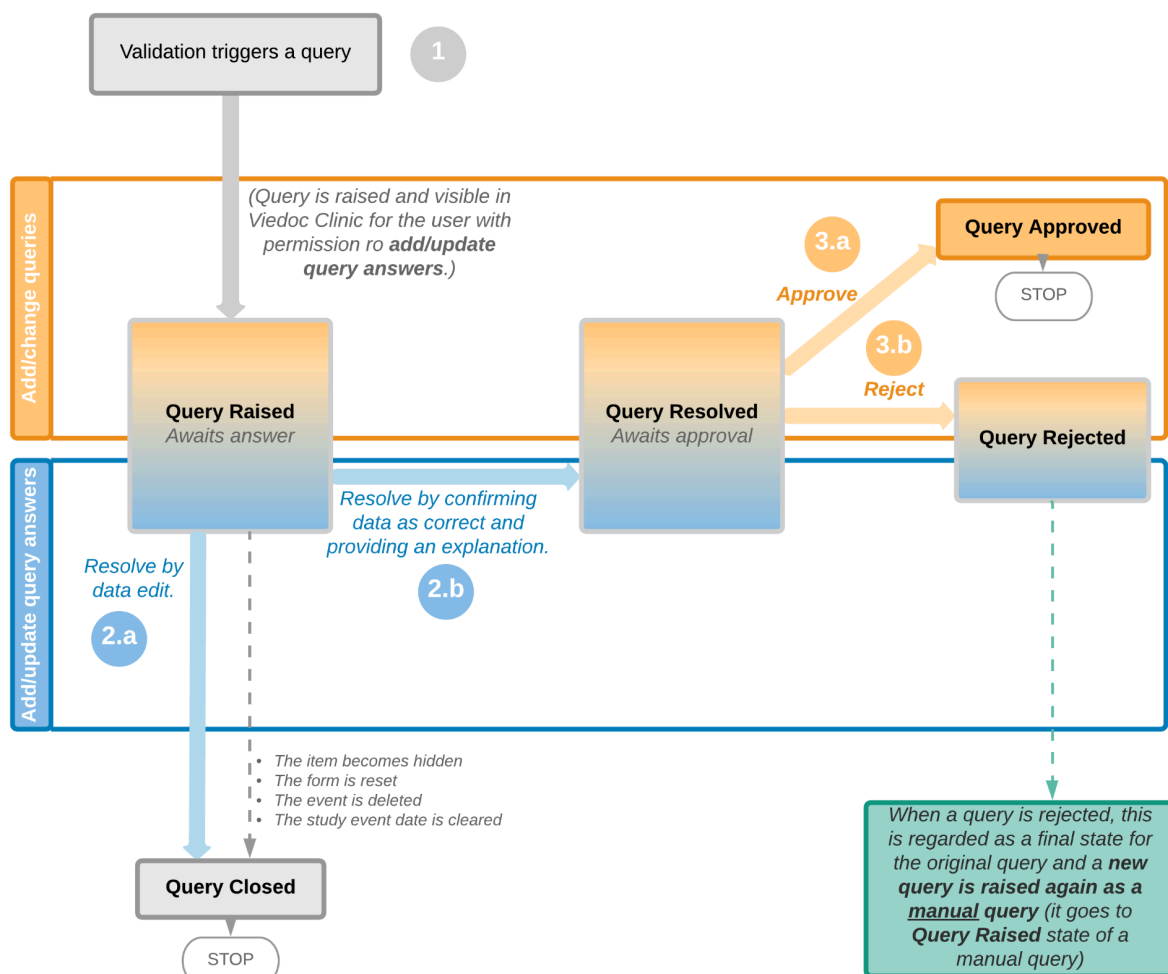 Validation triggers a query
1
(Query is raised and visible in
Viedoc Clinic for the user with
permission ro add/update
query answers.)
Add/change queries
3.a
Approve
Query Approved
STOP
3.b
Reject
Query Raised
Awaits answer
Query Resolved
Awaits approval
Query Rejected
Add/update query answers
Resolve by confirming
data as correct and
providing an explanation.
2.b
Resolve by
data edit.
2.a
• The item becomes hidden
• The form is reset
• The event is deleted
• The study event date is cleared
Query Closed
STOP
When a query is rejected, this
is regarded as a final state for
the original query and a new
query is raised again as a
manual query (it goes to
Query Raised state of a
manual query)